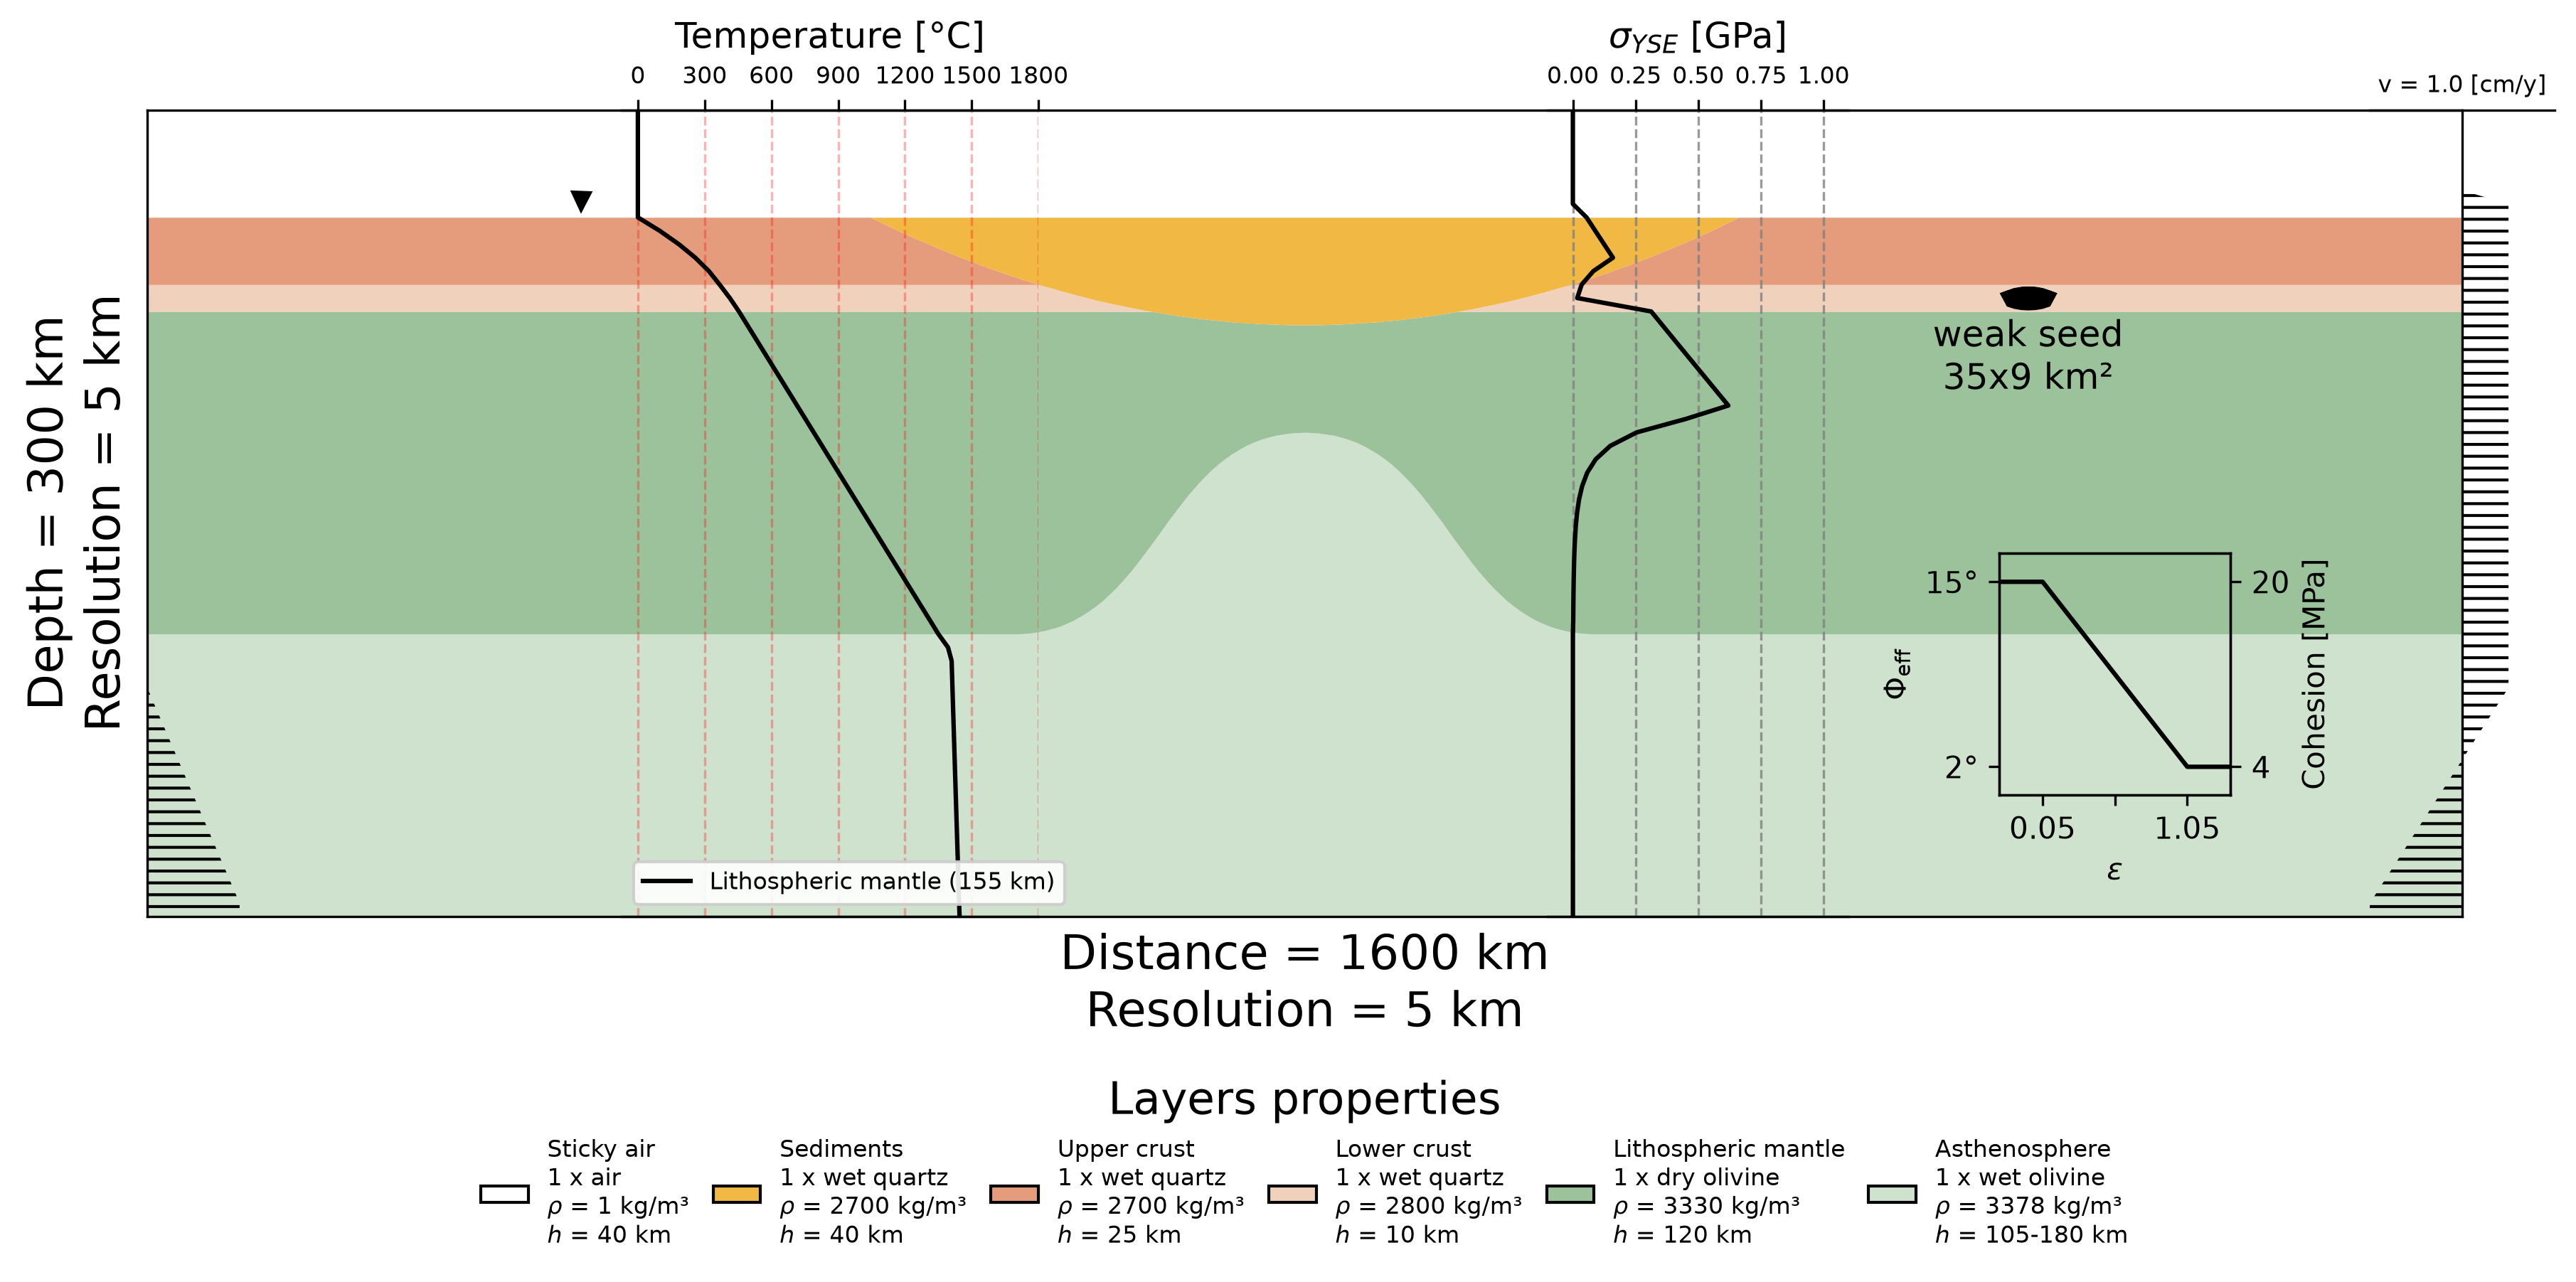 Temperature [°C]
0 300 600 900 1200 1500 1800
σYSE [GPa]
0.00 0.25 0.50 0.75 1.00
v = 1.0 [cm/y]
Depth = 300 km
Resolution = 5 km
weak seed
35x9 km²
15°
2°
Φeff
20
4
Cohesion [MPa]
0.05 1.05
ε
Lithospheric mantle (155 km)
Distance = 1600 km
Resolution = 5 km
Layers properties
Sticky air
1 x air
ρ = 1 kg/m³
h = 40 km
Sediments
1 x wet quartz
ρ = 2700 kg/m³
h = 40 km
Upper crust
1 x wet quartz
ρ = 2700 kg/m³
h = 25 km
Lower crust
1 x wet quartz
ρ = 2800 kg/m³
h = 10 km
Lithospheric mantle
1 x dry olivine
ρ = 3330 kg/m³
h = 120 km
Asthenosphere
1 x wet olivine
ρ = 3378 kg/m³
h = 105-180 km